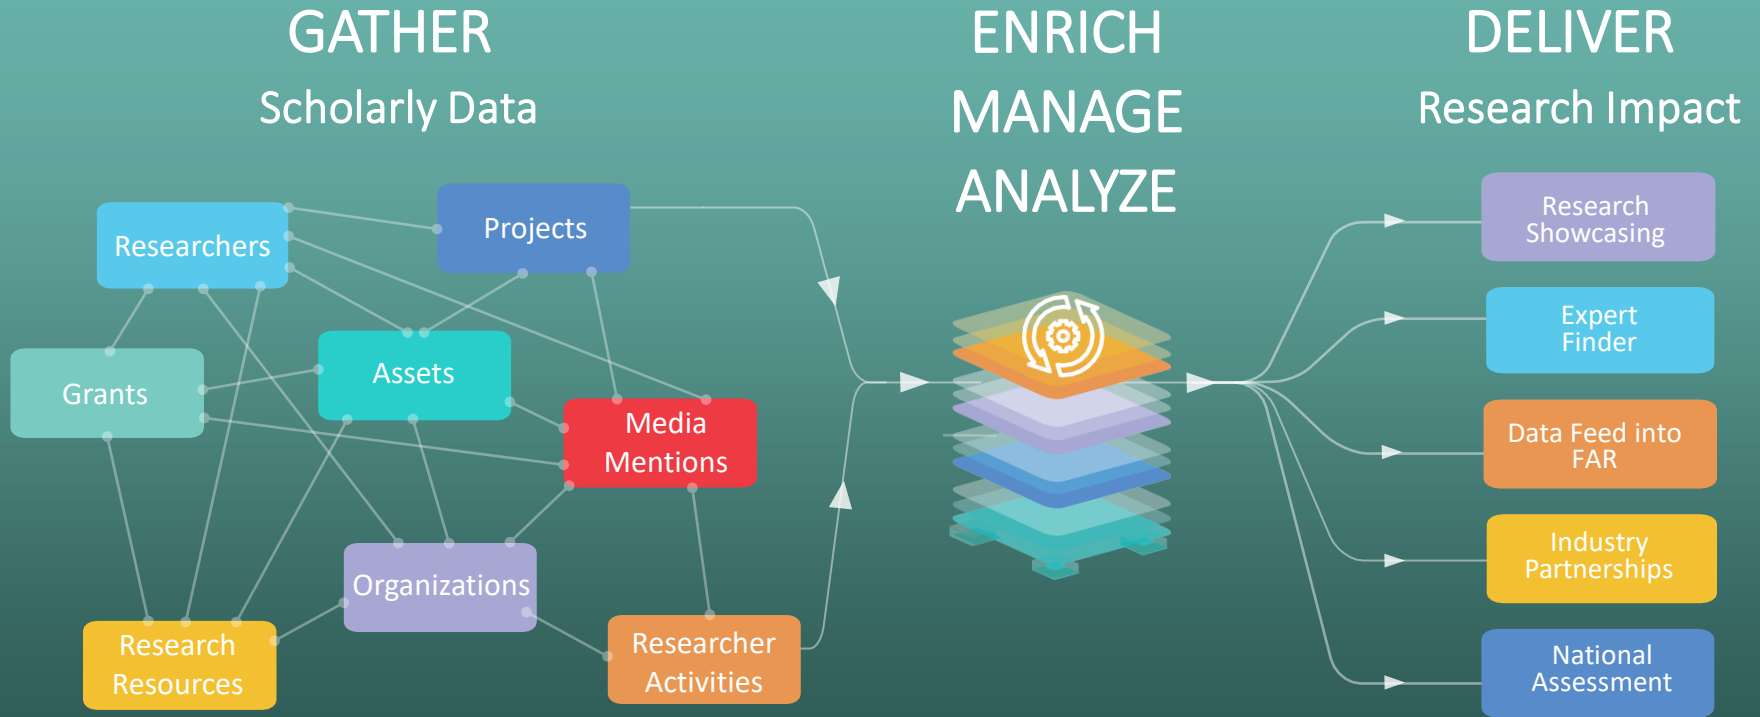 GATHER
Scholarly Data
ENRICH
MANAGE
ANALYZE
DELIVER
Research Impact
Researchers
Projects
Grants
Assets
Media
Mentions
Organizations
Research
Resources
Researcher
Activities
Research
Showcasing
Expert
Finder
Data Feed into
FAR
Industry
Partnerships
National
Assessment